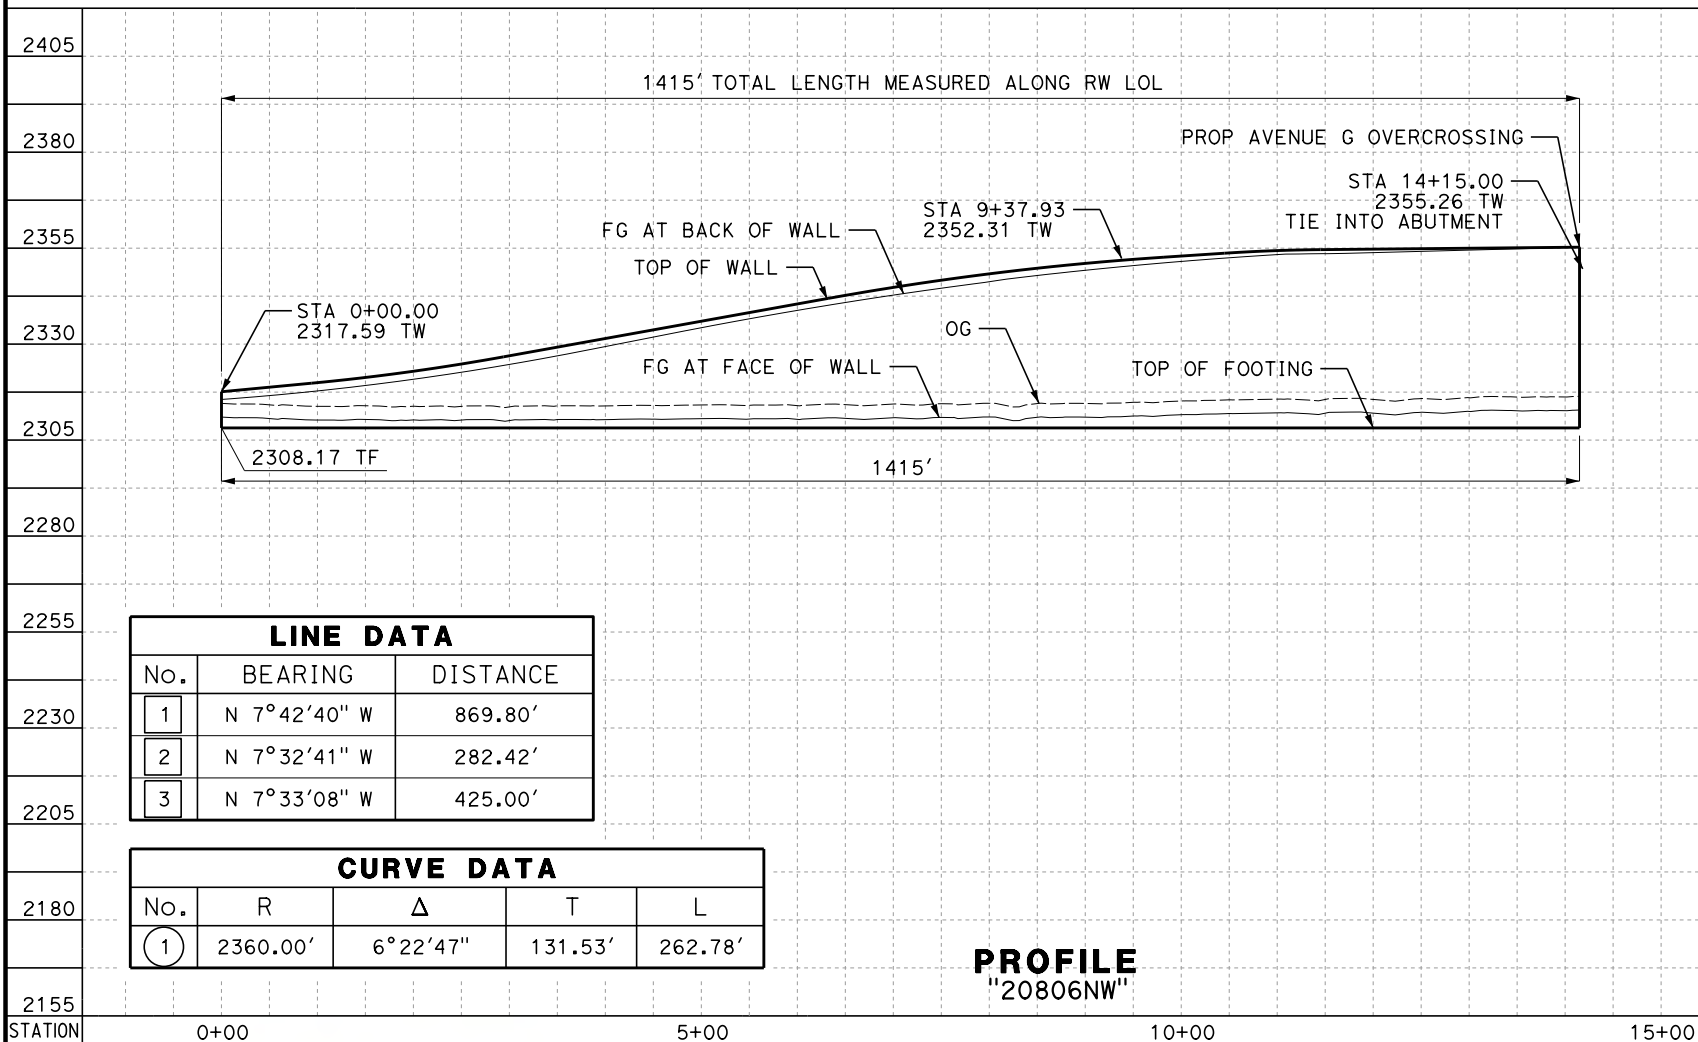 2405
1415' TOTAL LENGTH MEASURED ALONG RW LOL
2380
PROP AVENUE G OVERCROSSING
STA 14+15.00
2355.26 TW
TIE INTO ABUTMENT
STA 9+37.93
2352.31 TW
2355
FG AT BACK OF WALL
TOP OF WALL
STA 0+00.00
2317.59 TW
2330
OG
FG AT FACE OF WALL
TOP OF FOOTING
2305
2308.17 TF
1415'
2280
2255
LINE DATA
No. BEARING DISTANCE
1 N 7°42'40" W 869.80'
2230
2 N 7°32'41" W 282.42'
3 N 7°33'08" W 425.00'
2205
CURVE DATA
2180
No. R Δ T L
1 2360.00' 6°22'47" 131.53' 262.78'
PROFILE
"20806NW"
2155
STATION 0+00 5+00 10+00 15+00